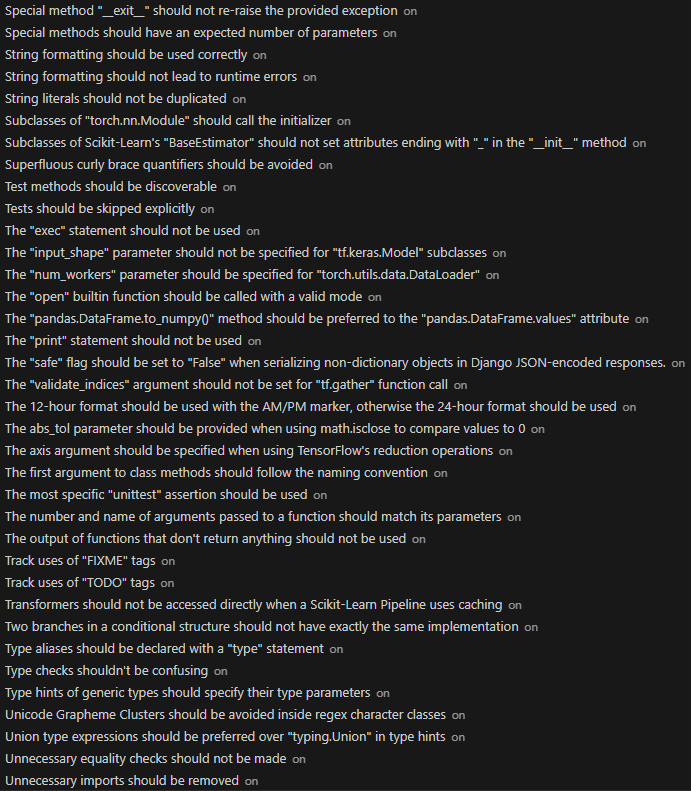 Special method "__exit__" should not re-raise the provided exception on
Special methods should have an expected number of parameters on
String formatting should be used correctly on
String formatting should not lead to runtime errors on
String literals should not be duplicated on
Subclasses of "torch.nn.Module" should call the initializer on
Subclasses of Scikit-Learn's "BaseEstimator" should not set attributes ending with "_" in the "__init__" method on
Superfluous curly brace quantifiers should be avoided on
Test methods should be discoverable on
Tests should be skipped explicitly on
The "exec" statement should not be used on
The "input_shape" parameter should not be specified for "tf.keras.Model" subclasses on
The "num_workers" parameter should be specified for "torch.utils.data.DataLoader" on
The "open" builtin function should be called with a valid mode on
The "pandas.DataFrame.to_numpy()" method should be preferred to the "pandas.DataFrame.values" attribute on
The "print" statement should not be used on
The "safe" flag should be set to "False" when serializing non-dictionary objects in Django JSON-encoded responses. on
The "validate_indices" argument should not be set for "tf.gather" function call on
The 12-hour format should be used with the AM/PM marker, otherwise the 24-hour format should be used on
The abs_tol parameter should be provided when using math.isclose to compare values to 0 on
The axis argument should be specified when using TensorFlow's reduction operations on
The first argument to class methods should follow the naming convention on
The most specific "unittest" assertion should be used on
The number and name of arguments passed to a function should match its parameters on
The output of functions that don't return anything should not be used on
Track uses of "FIXME" tags on
Track uses of "TODO" tags on
Transformers should not be accessed directly when a Scikit-Learn Pipeline uses caching on
Two branches in a conditional structure should not have exactly the same implementation on
Type aliases should be declared with a "type" statement on
Type checks shouldn't be confusing on
Type hints of generic types should specify their type parameters on
Unicode Grapheme Clusters should be avoided inside regex character classes on
Union type expressions should be preferred over "typing.Union" in type hints on
Unnecessary equality checks should not be made on
Unnecessary imports should be removed on